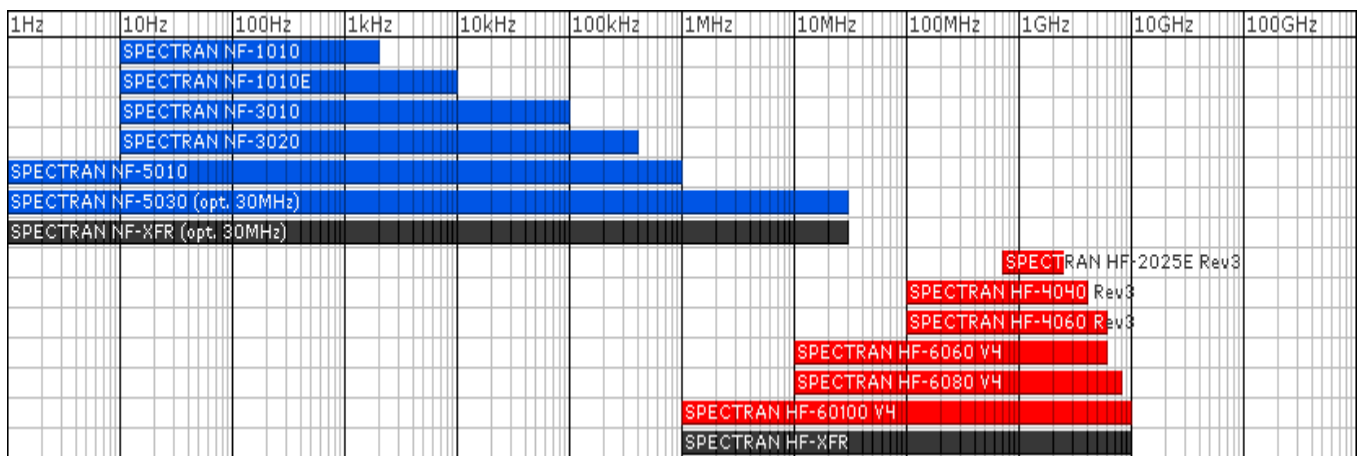 1Hz 10Hz 100Hz 1kHz 10kHz 100kHz 1MHz 10MHz 100MHz 1GHz 10GHz 100GHz
SPECTRAN NF-1010
SPECTRAN NF-1010E
SPECTRAN NF-3010
SPECTRAN NF-3020
SPECTRAN NF-5010
SPECTRAN NF-5030 (opt. 30MHz)
SPECTRAN NF-XFR (opt. 30MHz)
SPECTRAN HF-2025E Rev3
SPECTRAN HF-4040 Rev3
SPECTRAN HF-4060 Rev3
SPECTRAN HF-6060 V4
SPECTRAN HF-6080 V4
SPECTRAN HF-60100 V4
SPECTRAN HF-XFR